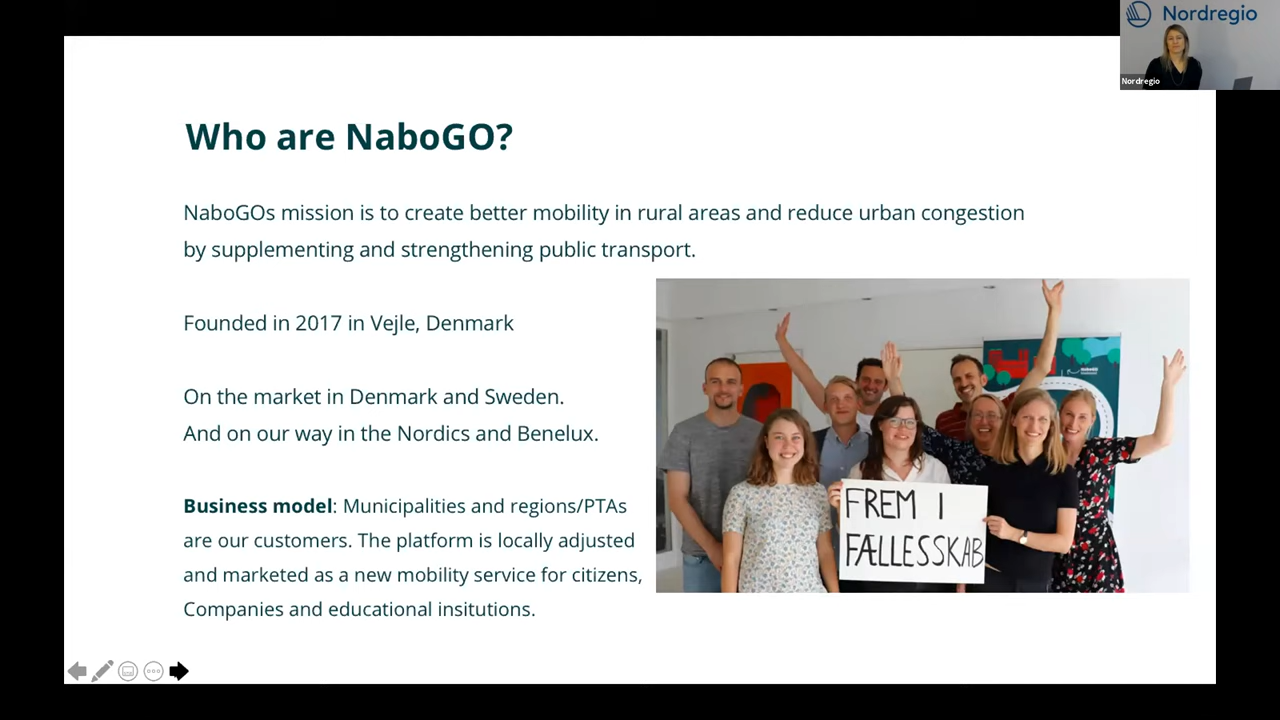 Nordregio
Nordregio
Who are NaboGO?
NaboGOs mission is to create better mobility in rural areas and reduce urban congestion
by supplementing and strengthening public transport.
Founded in 2017 in Vejle, Denmark
On the market in Denmark and Sweden.
And on our way in the Nordics and Benelux.
Business model: Municipalities and regions/PTAs
are our customers. The platform is locally adjusted
and marketed as a new mobility service for citizens,
Companies and educational insitutions.
FREM I
FÆLLESSKAB